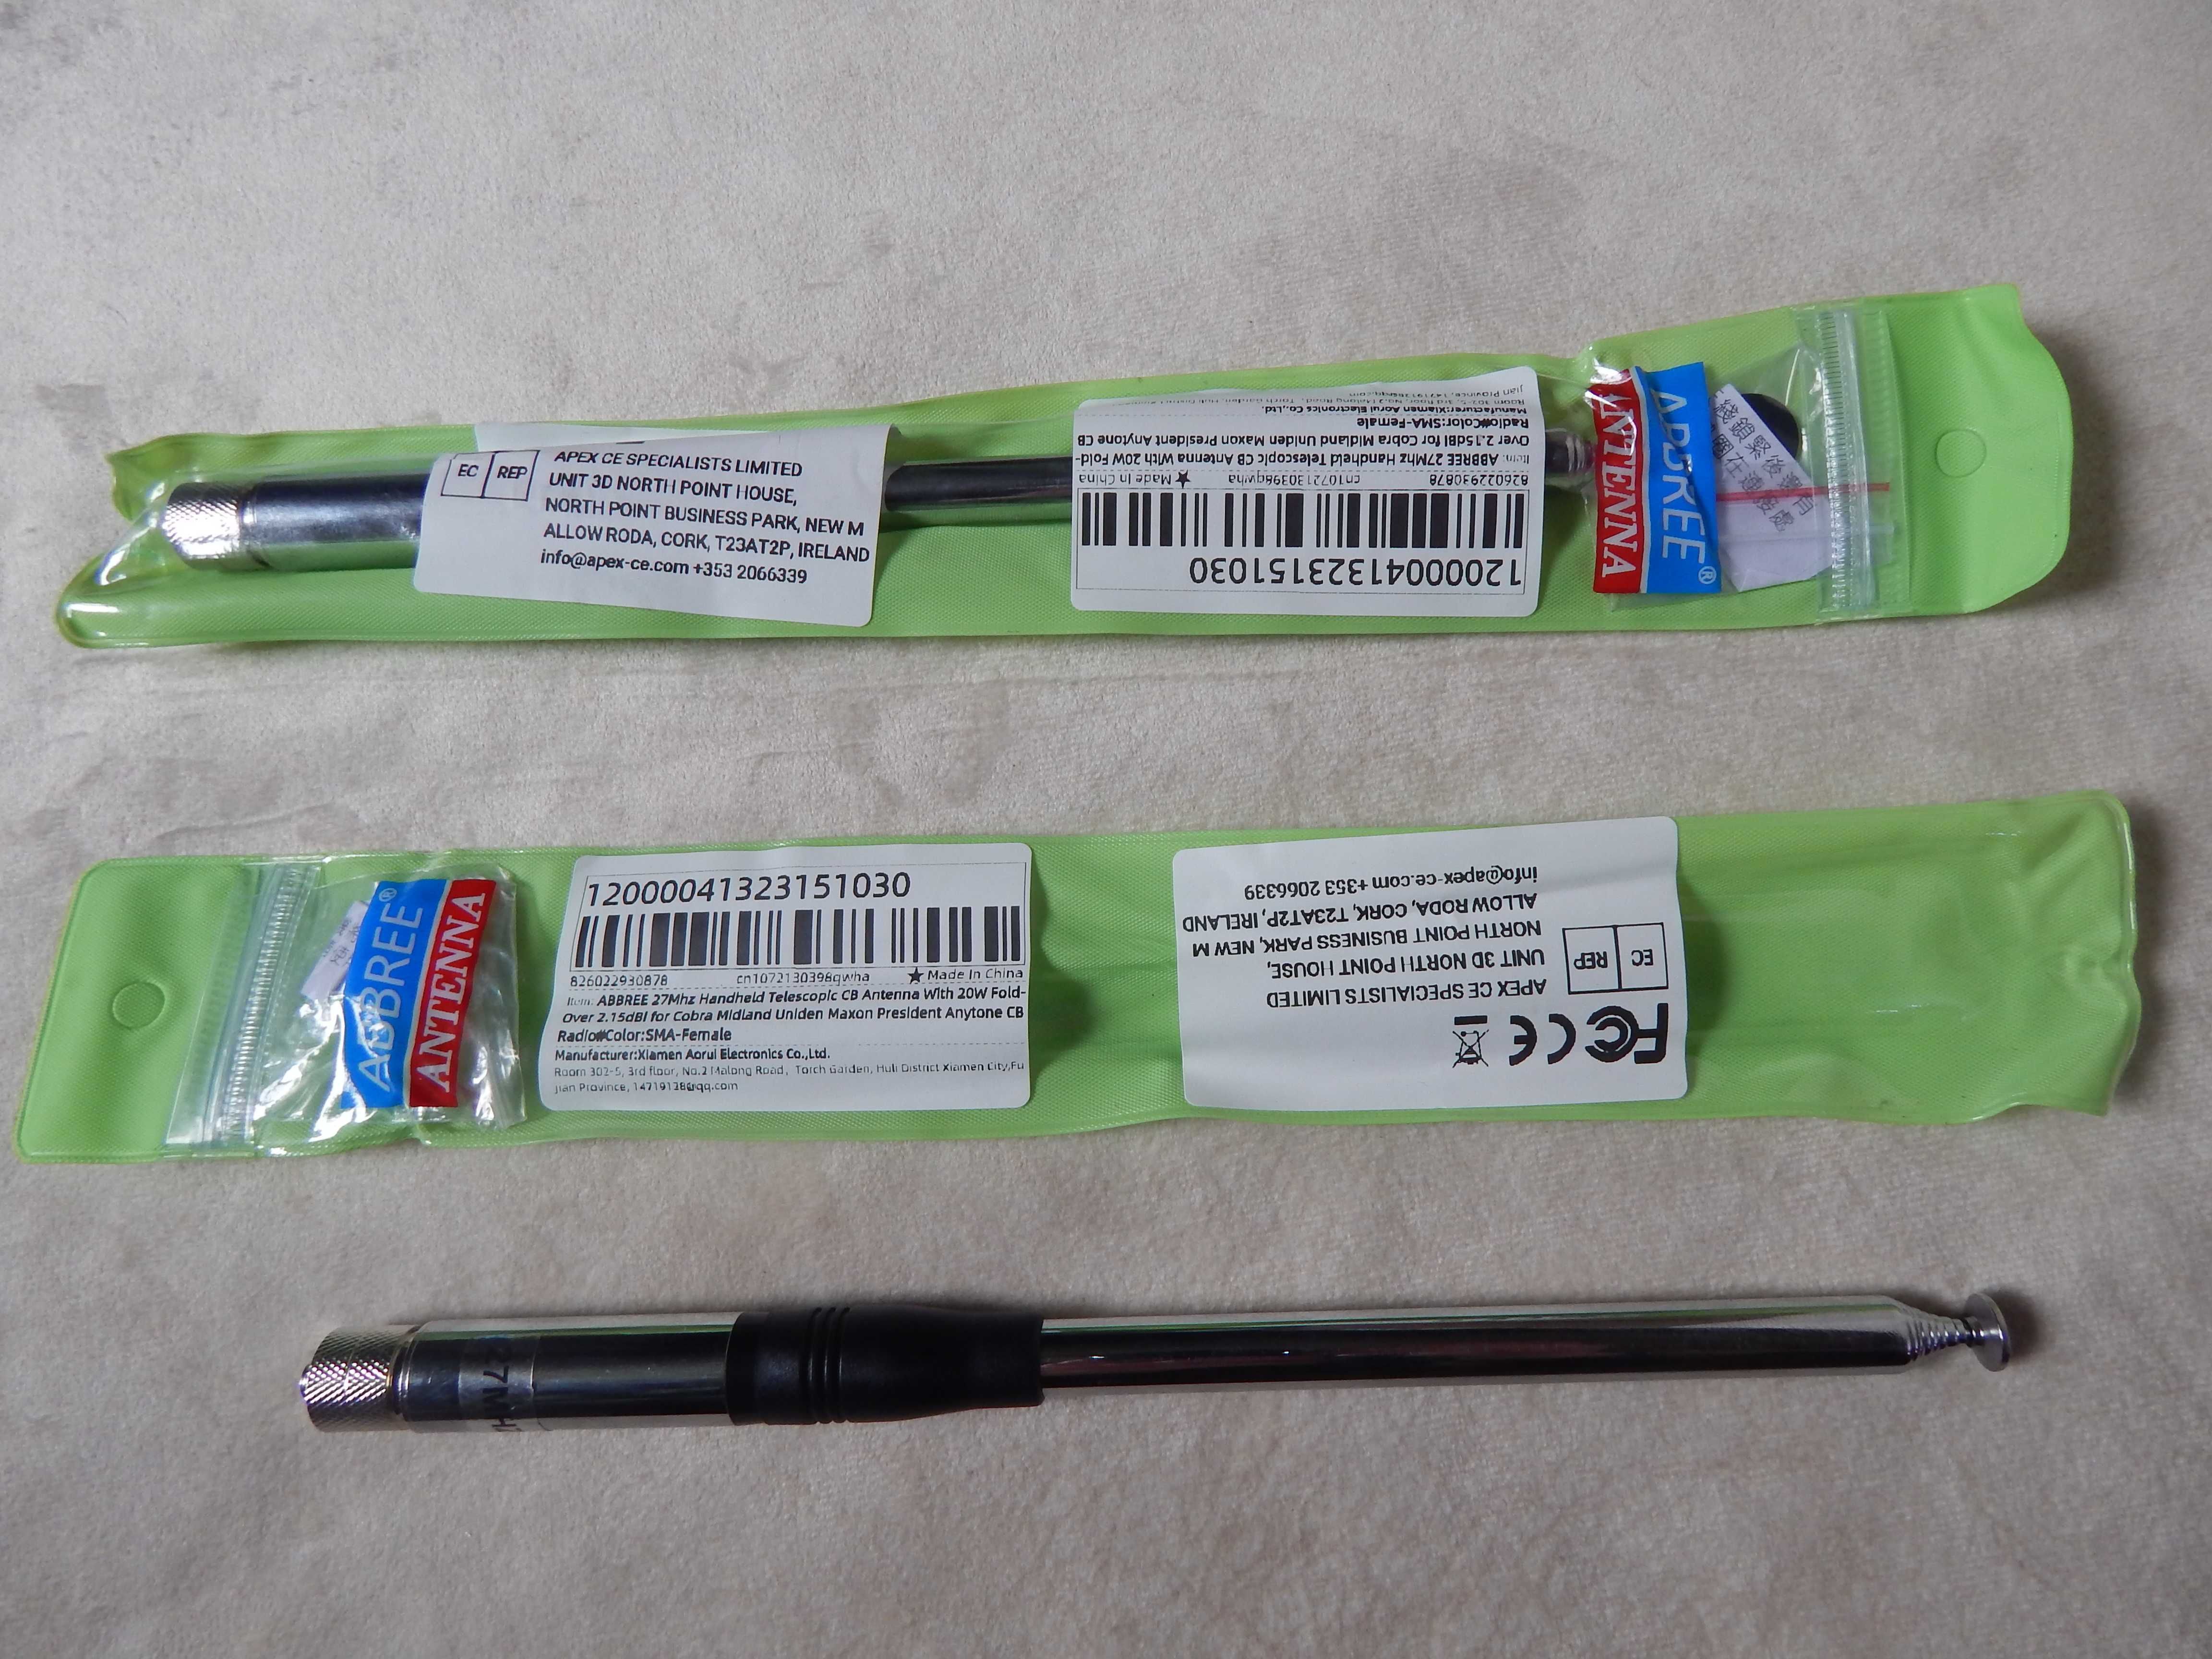 EC REP
APEX CE SPECIALISTS LIMITED
UNIT 3D NORTH POINT HOUSE,
NORTH POINT BUSINESS PARK, NEW M
ALLOW RODA, CORK, T23AT2P, IRELAND
info@apex-ce.com +353 2066339
12000041323151030
826022930878 cn1072130398qwha ★ Made In China
Item: ABBREE 27Mhz Handheld Telescopic CB Antenna With 20W Fold-
Over 2.15dBi for Cobra Midland Uniden Maxon President Anytone CB
Radio#Color:SMA-Female
Manufacturer:Xiamen Aorui Electronics Co.,Ltd.
ABBREE®
ANTENNA
ABBREE®
ANTENNA
12000041323151030
826022930878 cn1072130398qwha ★ Made In China
Item: ABBREE 27Mhz Handheld Telescopic CB Antenna With 20W Fold-
Over 2.15dBi for Cobra Midland Uniden Maxon President Anytone CB
Radio#Color:SMA-Female
Manufacturer:Xiamen Aorui Electronics Co.,Ltd.
Room 302-5, 3rd floor, No.2 Malong Road, Torch Garden, Huli District Xiamen City,Fu
jian Province, 14719128@qq.com
FC CE
EC REP
APEX CE SPECIALISTS LIMITED
UNIT 3D NORTH POINT HOUSE,
NORTH POINT BUSINESS PARK, NEW M
ALLOW RODA, CORK, T23AT2P, IRELAND
info@apex-ce.com +353 2066339
27MHZ